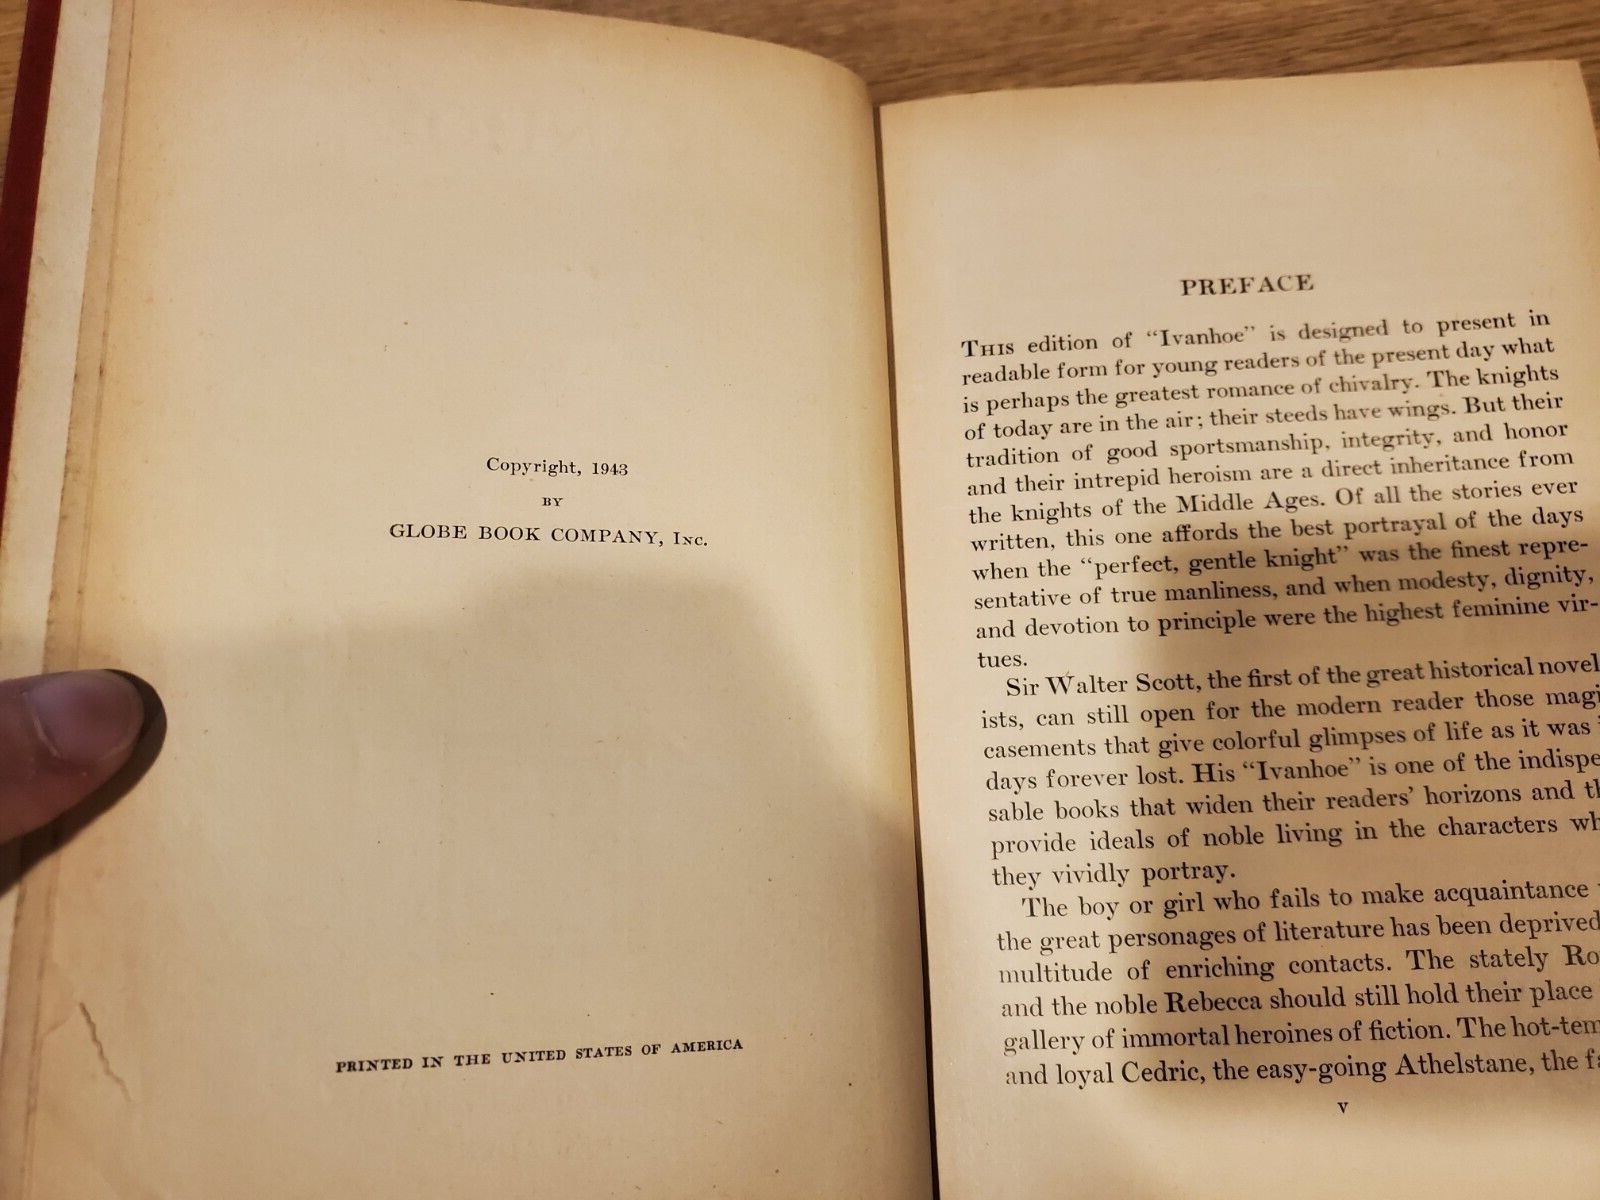 Copyright, 1943
BY
GLOBE BOOK COMPANY, Inc.
PRINTED IN THE UNITED STATES OF AMERICA
PREFACE
THIS edition of "Ivanhoe" is designed to present in
readable form for young readers of the present day what
is perhaps the greatest romance of chivalry. The knights
of today are in the air; their steeds have wings. But their
tradition of good sportsmanship, integrity, and honor
and their intrepid heroism are a direct inheritance from
the knights of the Middle Ages. Of all the stories ever
written, this one affords the best portrayal of the days
when the "perfect, gentle knight" was the finest repre-
sentative of true manliness, and when modesty, dignity,
and devotion to principle were the highest feminine vir-
tues.
Sir Walter Scott, the first of the great historical novel
ists, can still open for the modern reader those magi
casements that give colorful glimpses of life as it was
days forever lost. His "Ivanhoe" is one of the indispe
sable books that widen their readers' horizons and th
provide ideals of noble living in the characters wh
they vividly portray.
The boy or girl who fails to make acquaintance
the great personages of literature has been deprived
multitude of enriching contacts. The stately Ro
and the noble Rebecca should still hold their place
gallery of immortal heroines of fiction. The hot-tem
and loyal Cedric, the easy-going Athelstane, the fa
v